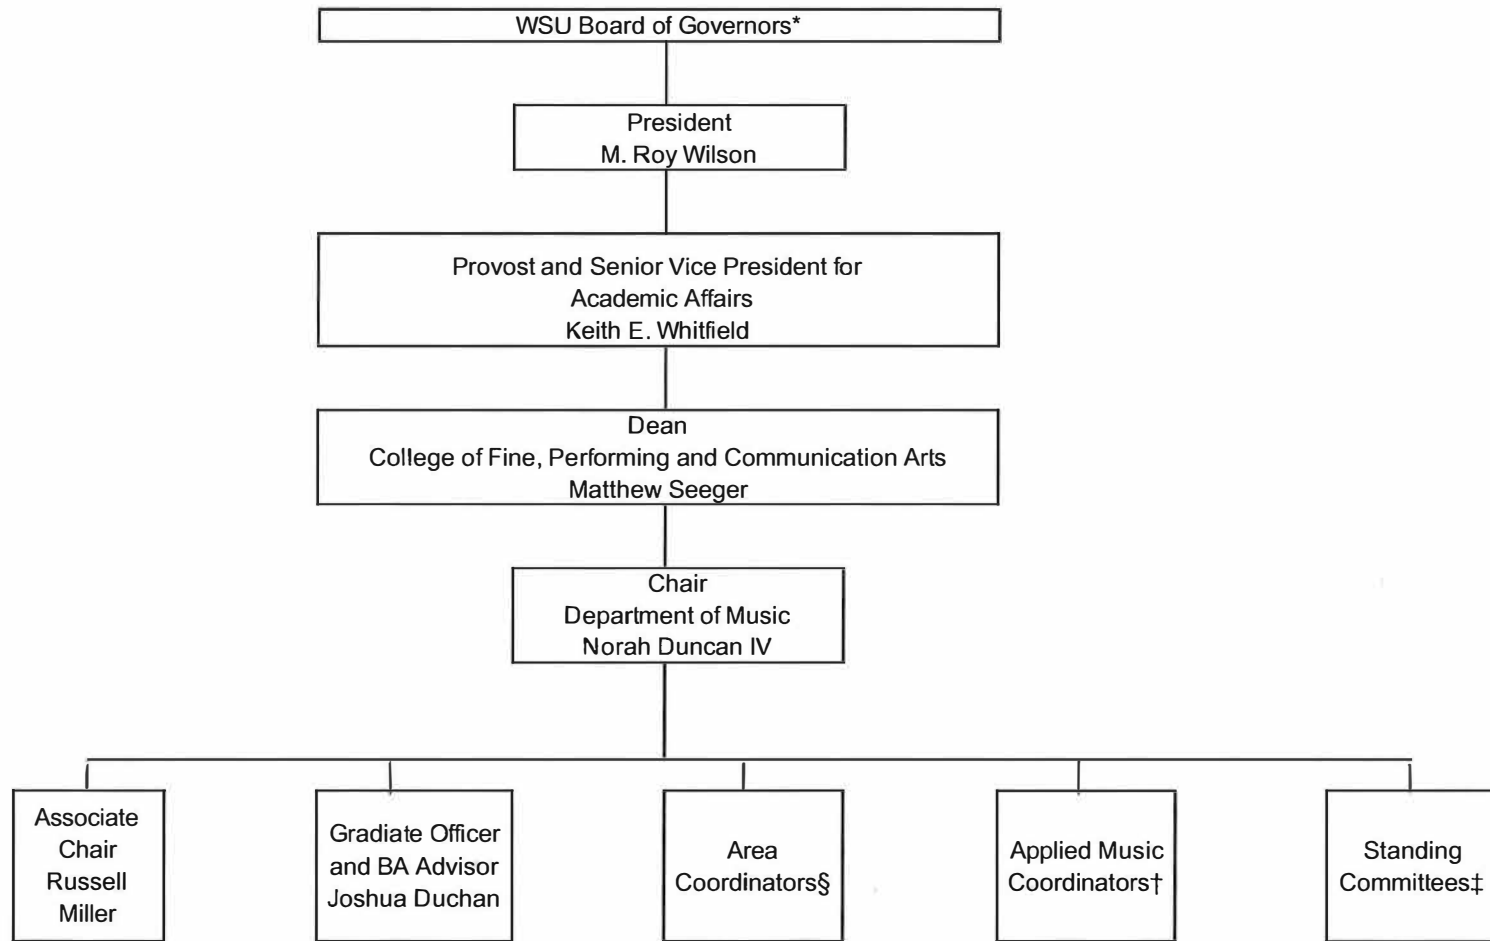 WSU Board of Governors*
President
M. Roy Wilson
Provost and Senior Vice President for
Academic Affairs
Keith E. Whitfield
Dean
College of Fine, Performing and Communication Arts
Matthew Seeger
Chair
Department of Music
Norah Duncan IV
Associate
Chair
Russell
Miller
Gradiate Officer
and BA Advisor
Joshua Duchan
Area
Coordinators§
Applied Music
Coordinators†
Standing
Committees‡